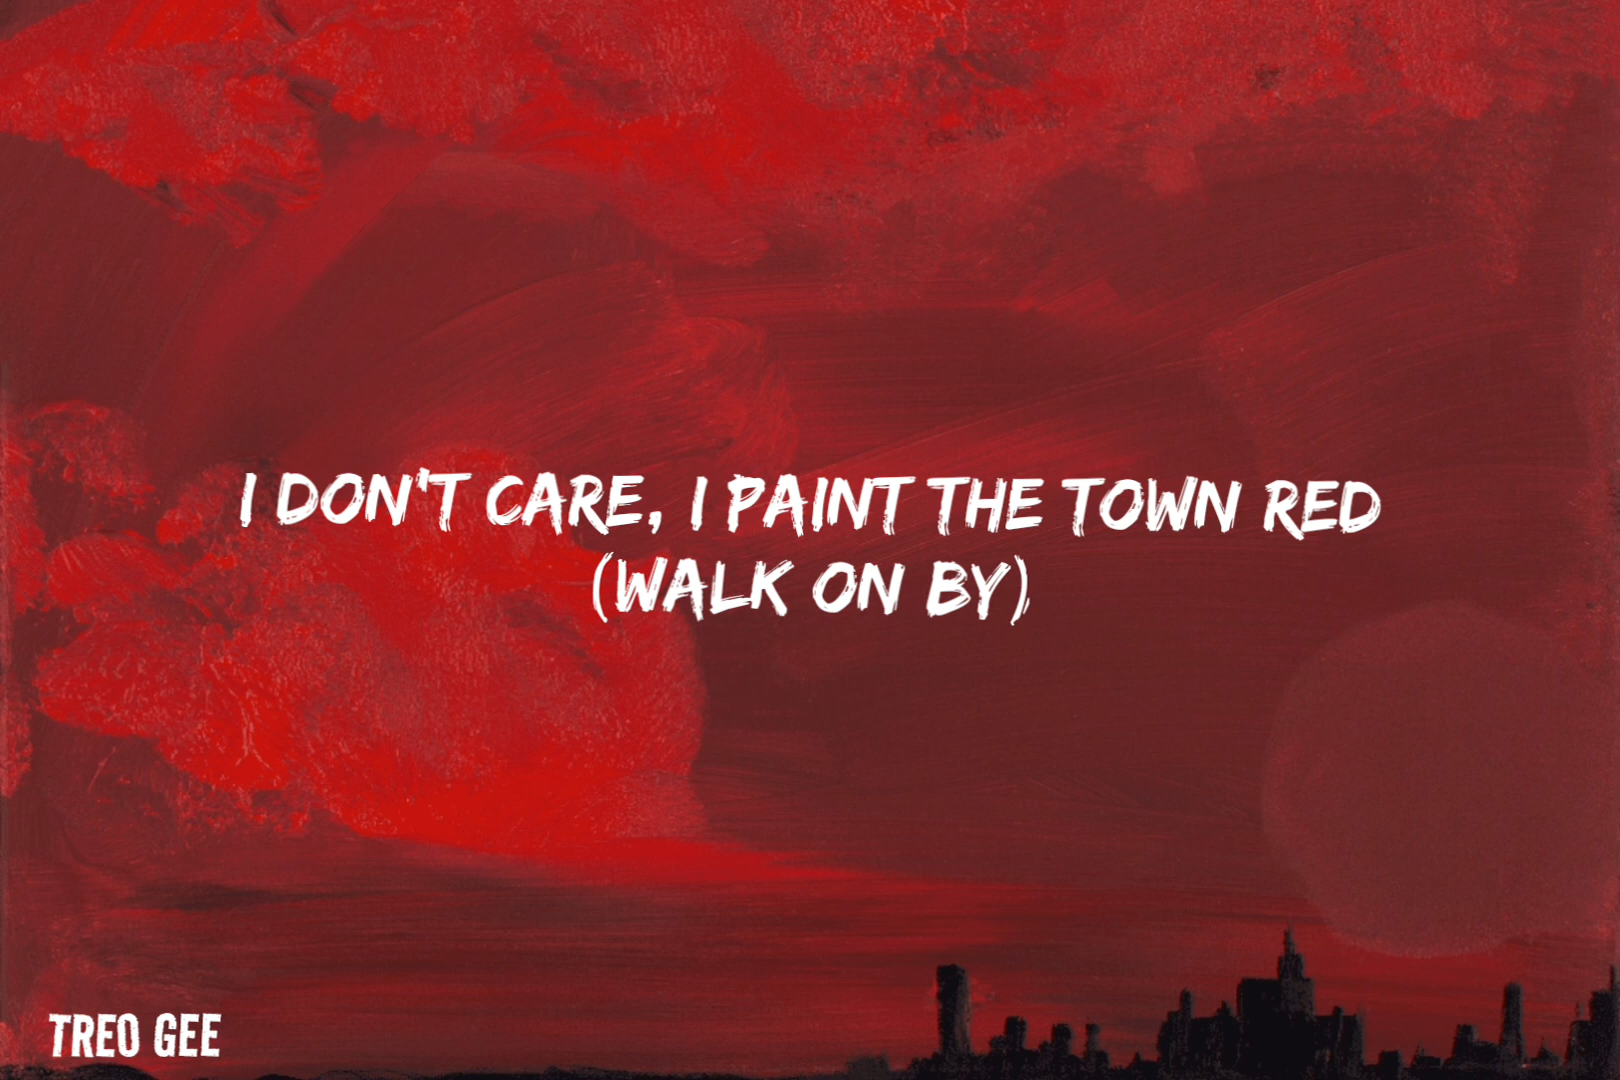 I DON'T CARE, I PAINT THE TOWN RED
(WALK ON BY)
TREO GEE